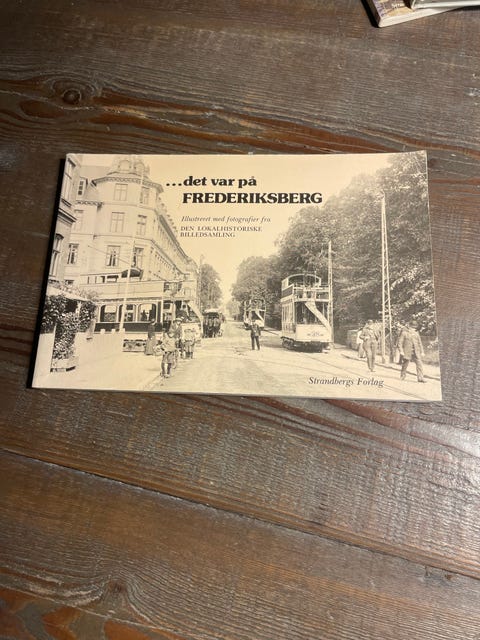 ...det var på
FREDERIKSBERG
Illustreret med fotografier fra
DEN LOKALHISTORISKE
BILLEDSAMLING
Strandbergs Forlag